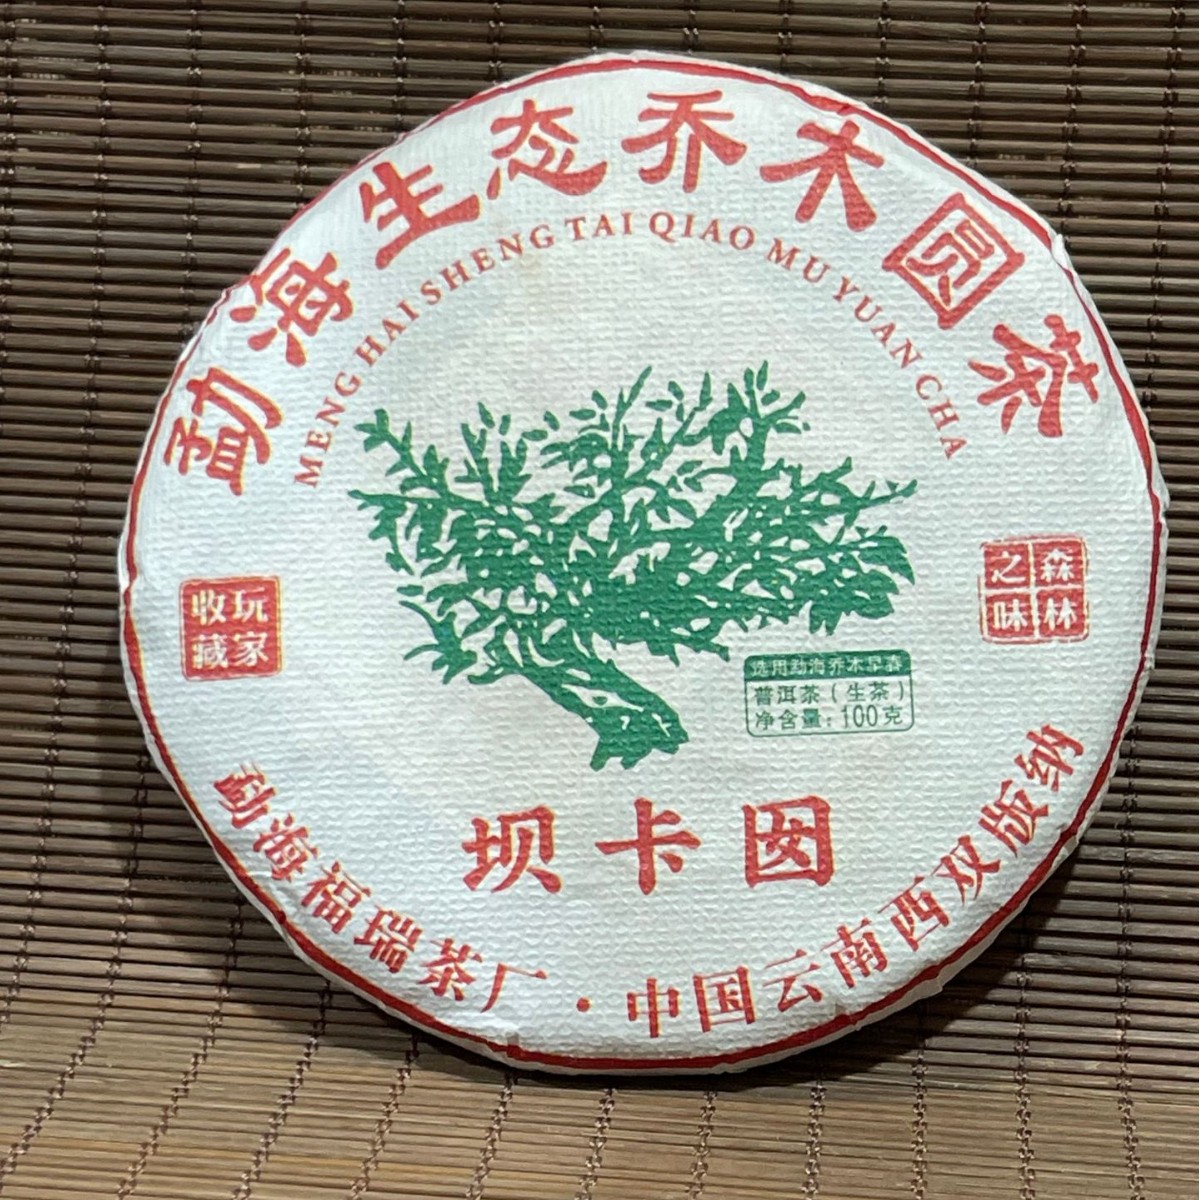 勐海生态乔木圆茶
MENG HAI SHENG TAI QIAO MU YUAN CHA
玩家
收藏
森林
之味
选用勐海乔木早春
普洱茶(生茶)
净含量:100克
坝卡囡
勐海福瑞茶厂·中国云南西双版纳